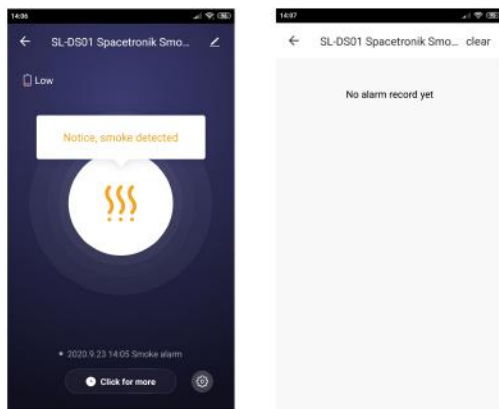 14:06
SL-DS01 Spacetronik Smo...
Low
Notice, smoke detected
2020.9.23 14:05 Smoke alarm
Click for more
14:07
SL-DS01 Spacetronik Smo... clear
No alarm record yet